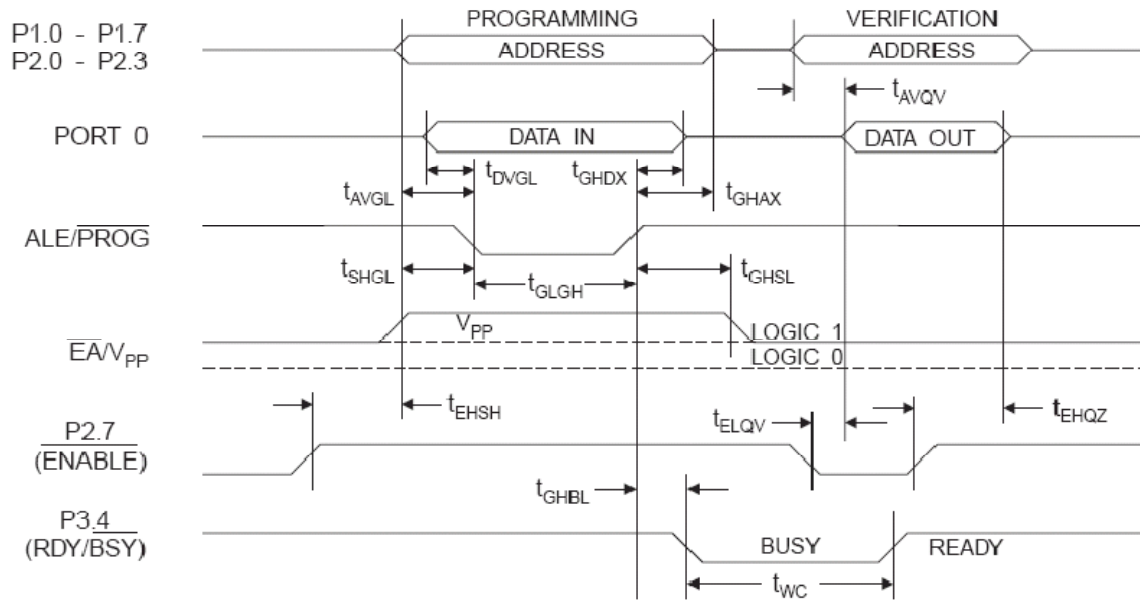 PROGRAMMING VERIFICATION
P1.0 - P1.7
P2.0 - P2.3
ADDRESS ADDRESS
tAVQV
PORT 0 DATA IN DATA OUT
tDVGL tGHDX
tAVGL tGHAX
ALE/PROG
tSHGL tGLGH tGHSL
VPP LOGIC 1
EA/VPP LOGIC 0
tEHSH tELQV tEHQZ
P2.7
(ENABLE)
tGHBL
P3.4
(RDY/BSY) BUSY READY
tWC